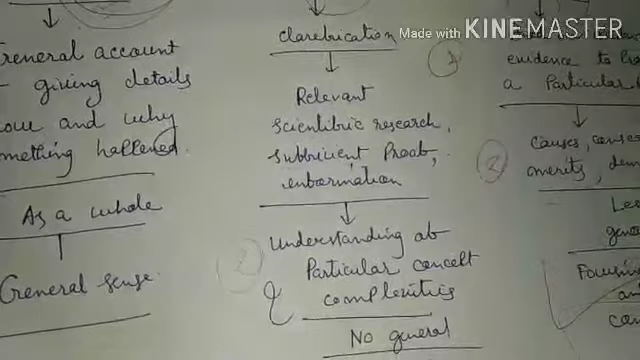 General account
giving details
how and why
something happened.
As a whole
General sense.
clarification
Relevant
scientific research,
sufficient Proof,
information
understanding of
Particular concept
complexities
No general
Made with KINEMASTER
evidence to
a Particular
causes,
merits,